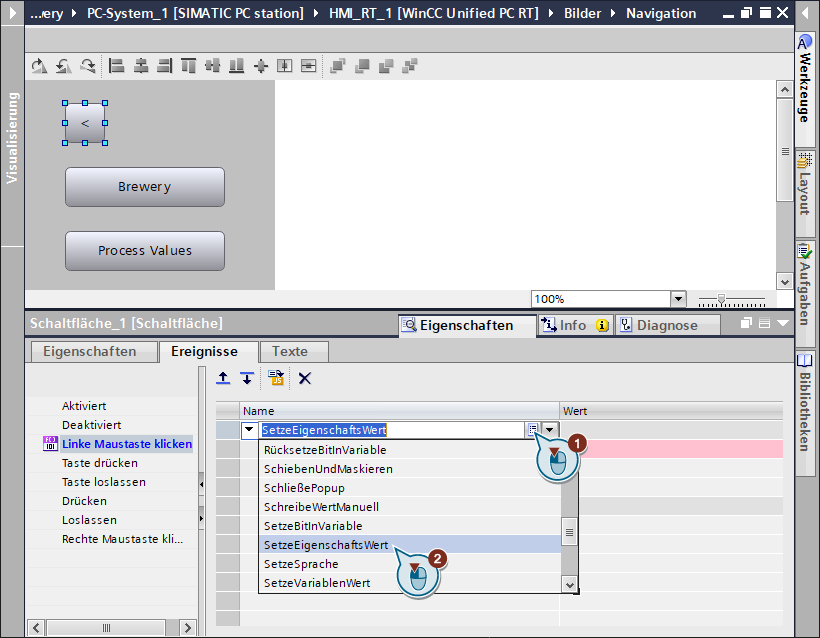 ...very PC-System_1 [SIMATIC PC station] HMI_RT_1 [WinCC Unified PC RT] Bilder Navigation
Visualisierung
Werkzeuge
Layout
Aufgaben
Bibliotheken
<
Brewery
Process Values
100%
Schaltfläche_1 [Schaltfläche]
Eigenschaften
Info
Diagnose
Eigenschaften
Ereignisse
Texte
Aktiviert
Deaktiviert
Linke Maustaste klicken
Taste drücken
Taste loslassen
Drücken
Loslassen
Rechte Maustaste kli...
Name
Wert
SetzeEigenschaftsWert
RücksetzeBitInVariable
SchiebenUndMaskieren
SchließePopup
SchreibeWertManuell
SetzeBitInVariable
SetzeEigenschaftsWert
SetzeSprache
SetzeVariablenWert
1
2